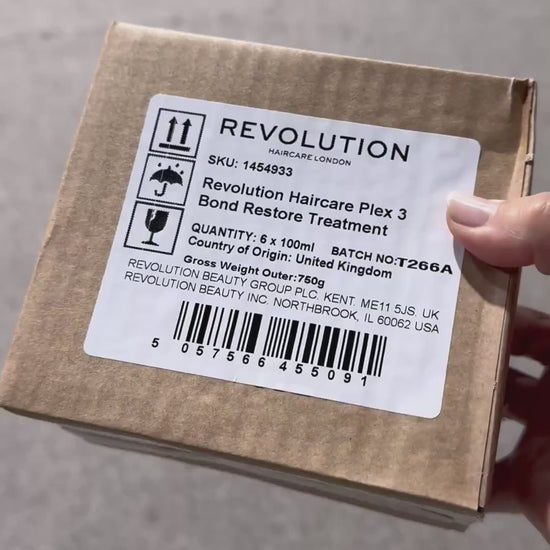 REVOLUTION
HAIRCARE LONDON
SKU: 1454933
Revolution Haircare Plex 3
Bond Restore Treatment
QUANTITY: 6 x 100ml BATCH NO:T266A
Country of Origin: United Kingdom
Gross Weight Outer:750g
REVOLUTION BEAUTY GROUP PLC. KENT. ME11 5JS. UK
REVOLUTION BEAUTY INC. NORTHBROOK, IL 60062 USA
5 057566 455091